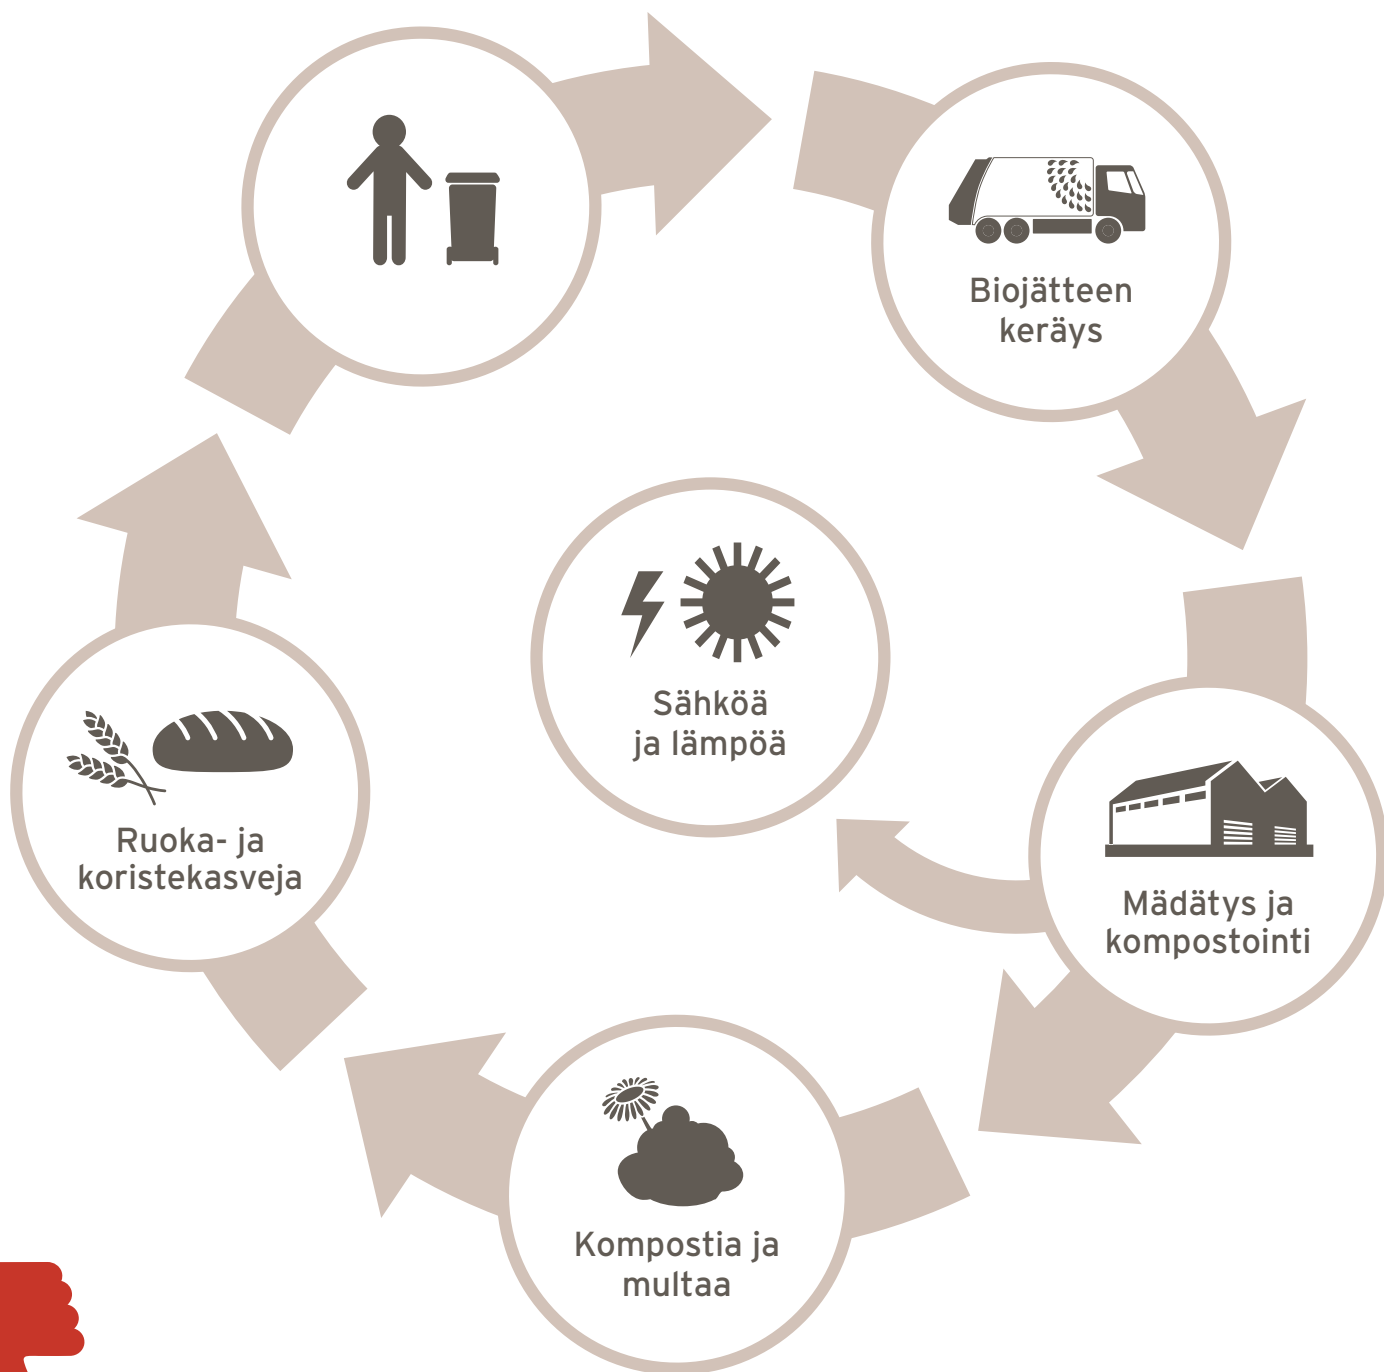 Biojätteen
keräys
Sähköä
ja lämpöä
Ruoka- ja
koristekasveja
Mädätys ja
kompostointi
Kompostia ja
multaa